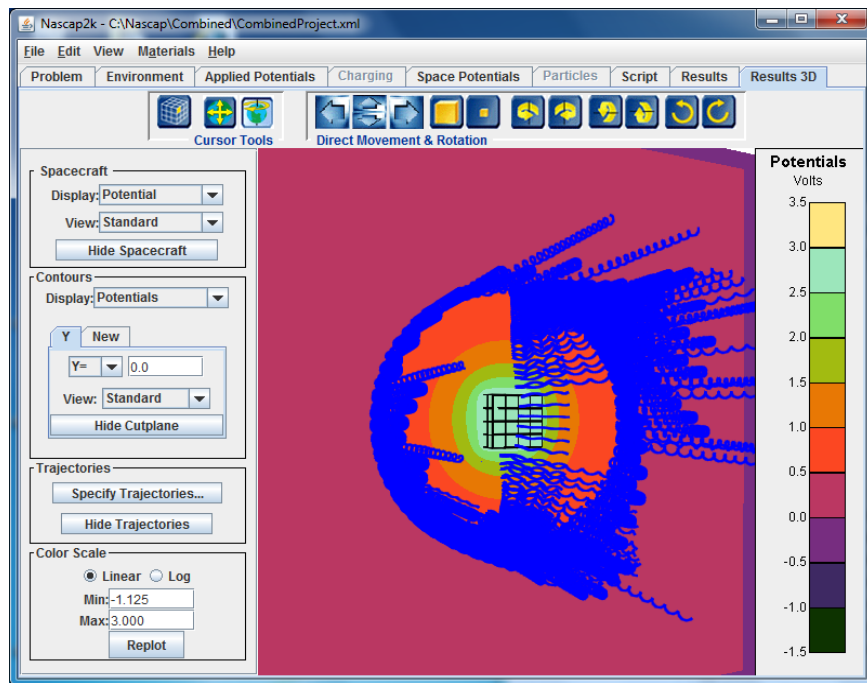 Nascap2k - C:\Nascap\Combined\CombinedProject.xml
File Edit View Materials Help
Problem Environment Applied Potentials Charging Space Potentials Particles Script Results Results 3D
Cursor Tools Direct Movement & Rotation
Spacecraft
Display: Potential
View: Standard
Hide Spacecraft
Contours
Display: Potentials
Y New
Y= 0.0
View: Standard
Hide Cutplane
Trajectories
Specify Trajectories...
Hide Trajectories
Color Scale
Linear Log
Min: -1.125
Max: 3.000
Replot
Potentials
Volts
3.5
3.0
2.5
2.0
1.5
1.0
0.5
0.0
-0.5
-1.0
-1.5